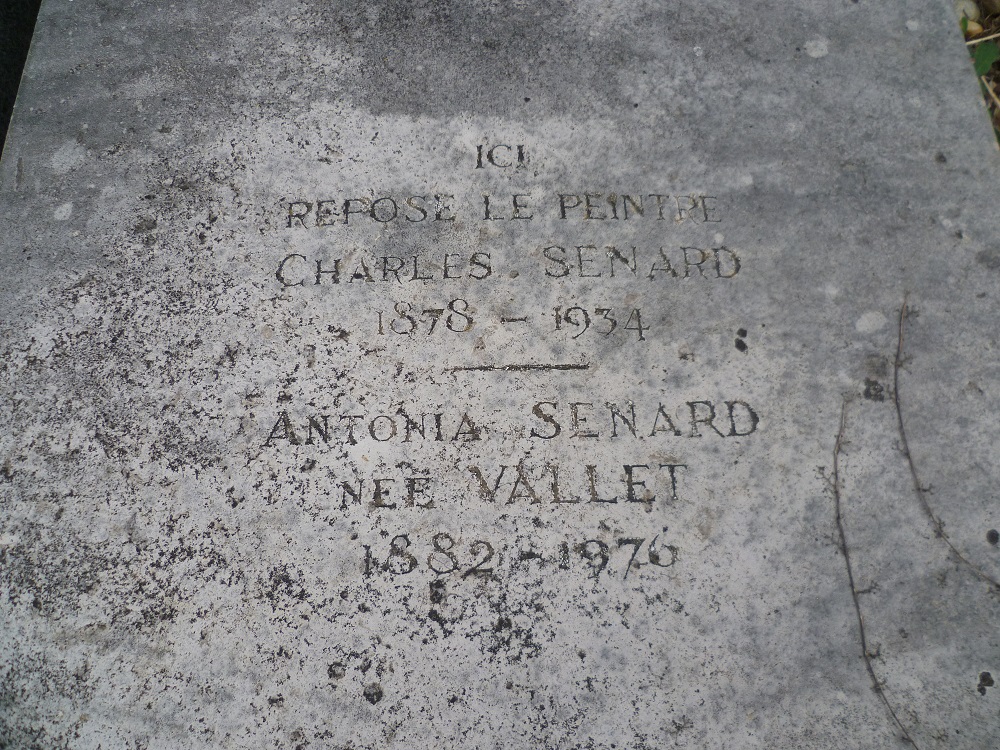 ICI
REPOSE LE PEINTRE
CHARLES SENARD
1878 - 1934
ANTONIA SENARD
NÉE VALLET
1882 - 1976